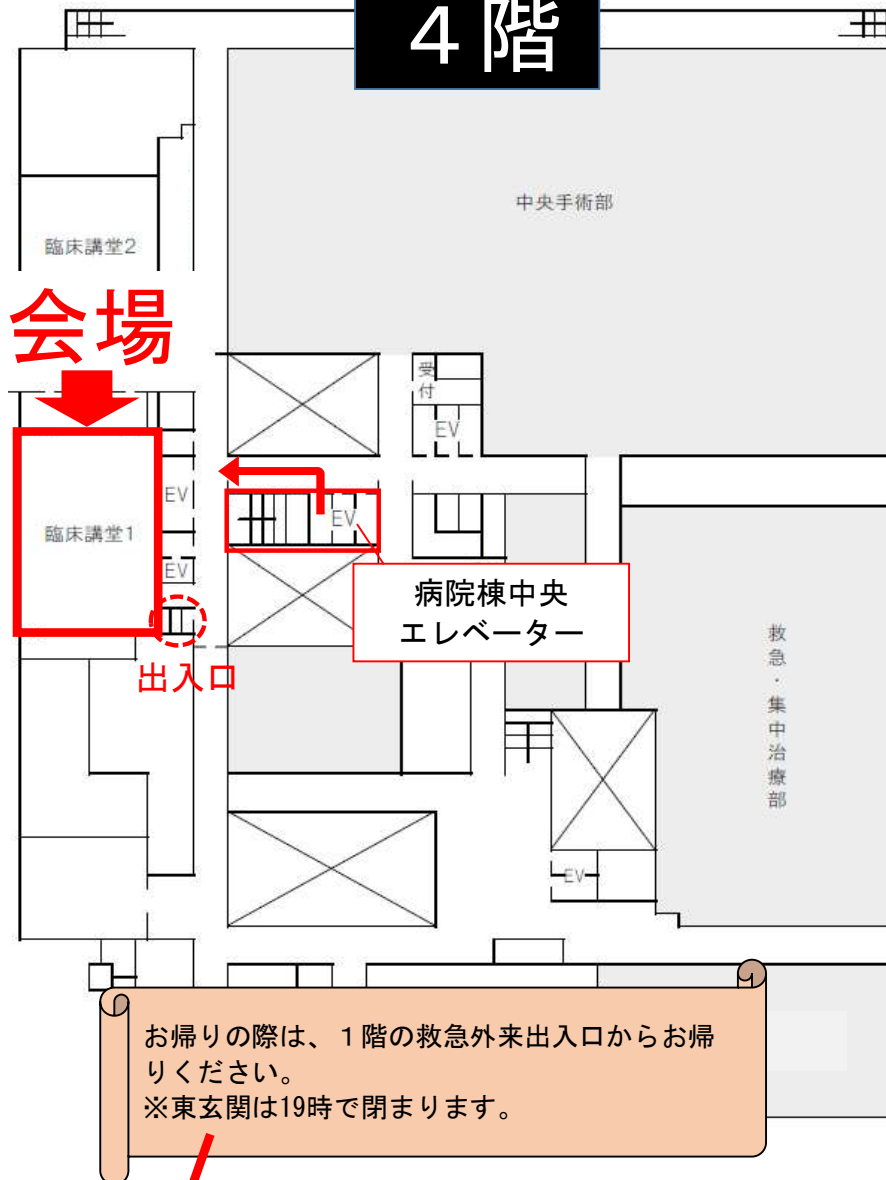 ４階
中央手術部
臨床講堂2
会場
受付
EV
EV
臨床講堂1
EV
EV
病院棟中央
エレベーター
出入口
救急・集中治療部
EV
お帰りの際は、１階の救急外来出入口からお帰
りください。
※東玄関は19時で閉まります。